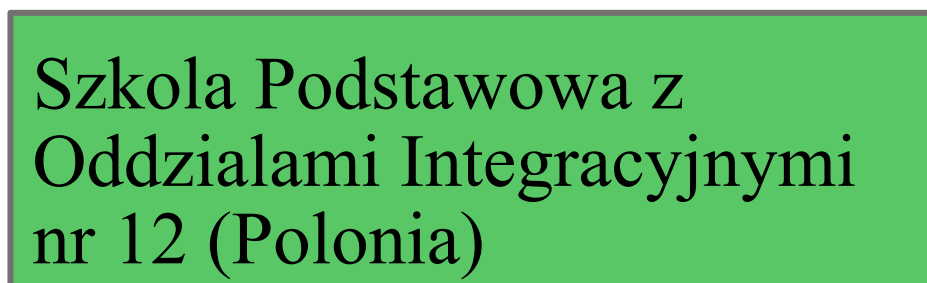 Szkola Podstawowa z
Oddzialami Integracyjnymi
nr 12 (Polonia)